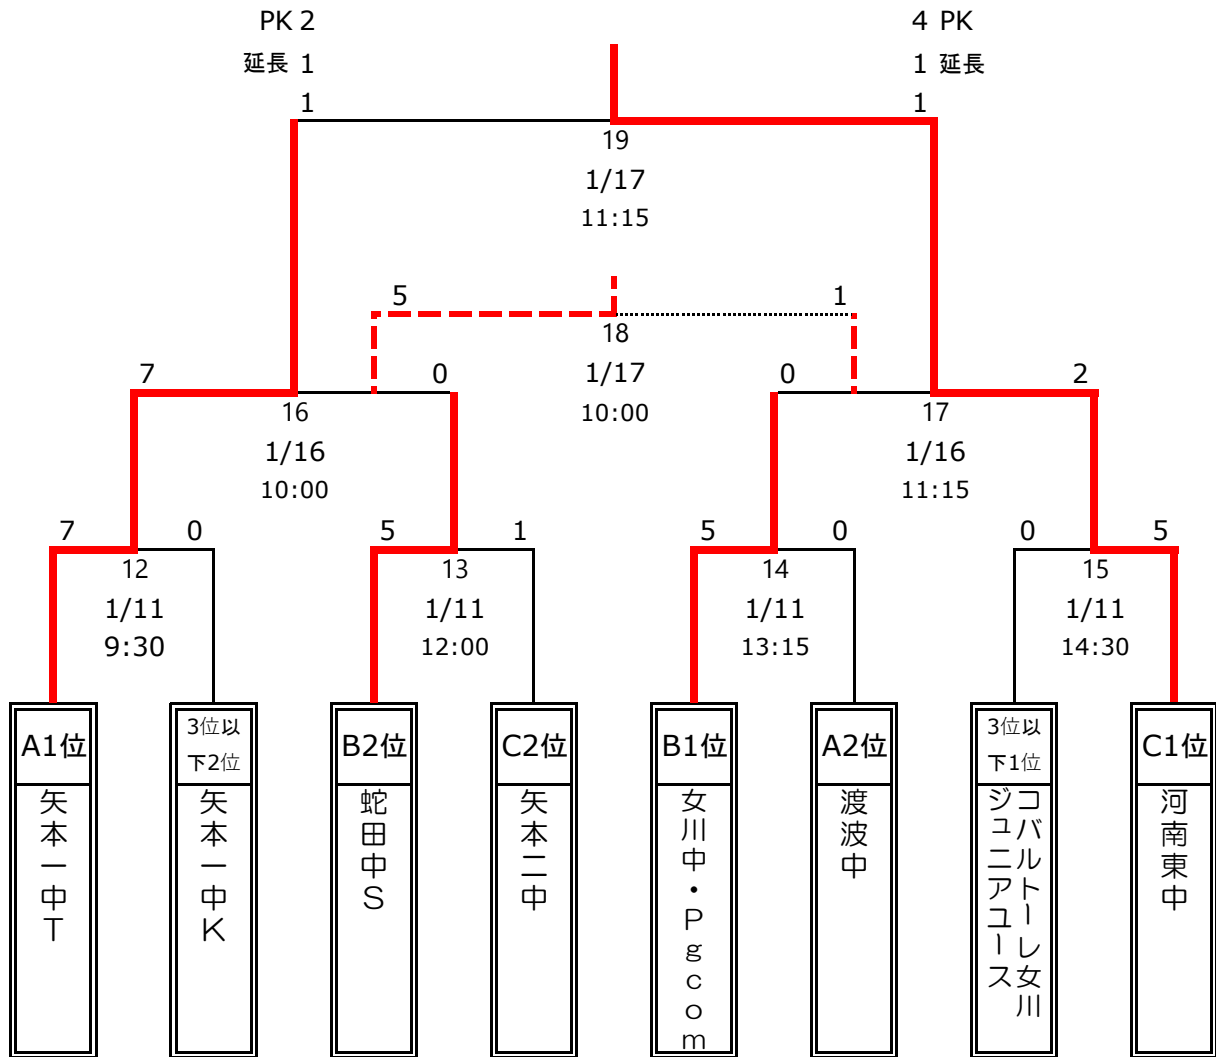 PK 2 4 PK
延長 1 1 延長
1 1
19
1/17
11:15
5 1
18
1/17
10:00
7 0 0 2
16 17
1/16 1/16
10:00 11:15
7 0 5 1 5 0 0 5
12 13 14 15
1/11 1/11 1/11 1/11
9:30 12:00 13:15 14:30
A1位
矢本一中T
3位以
下2位
矢本一中K
B2位
蛇田中S
C2位
矢本二中
B1位
女川中・Pgcom
A2位
渡波中
3位以
下1位
コバルトーレ女川
ジュニアユース
C1位
河南東中